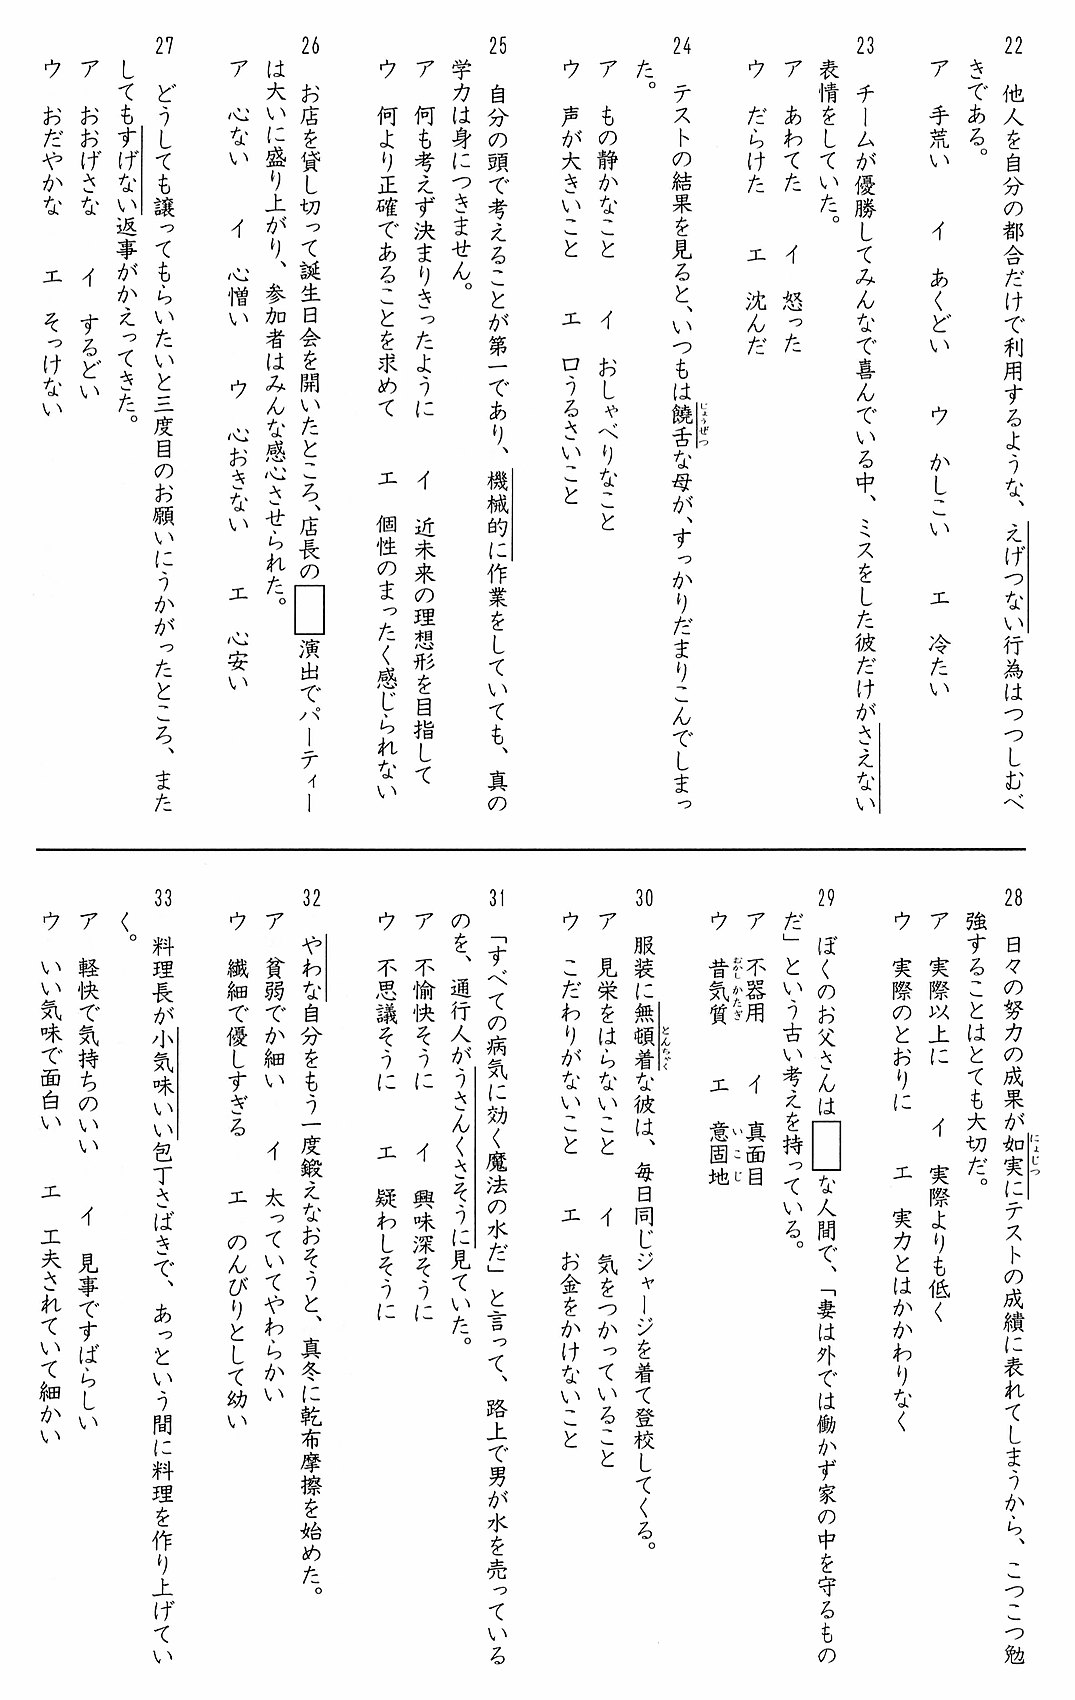 22 他人を自分の都合だけで利用するような、えげつない行為はつつしむべ
きである。
ア 手荒い イ あくどい ウ かしこい エ 冷たい
23 チームが優勝してみんなで喜んでいる中、ミスをした彼だけがさえない
表情をしていた。
ア あわてた イ 怒った
ウ だらけた エ 沈んだ
24 テストの結果を見ると、いつもは饒舌な母が、すっかりだまりこんでしまっ
じょうぜつ
た。
ア もの静かなこと イ おしゃべりなこと
ウ 声が大きいこと エ 口うるさいこと
25 自分の頭で考えることが第一であり、機械的に作業をしていても、真の
学力は身につきません。
ア 何も考えず決まりきったように イ 近未来の理想形を目指して
ウ 何より正確であることを求めて エ 個性のまったく感じられない
26 お店を貸し切って誕生日会を開いたところ、店長の 演出でパーティー
は大いに盛り上がり、参加者はみんな感心させられた。
ア 心ない イ 心憎い ウ 心おきない エ 心安い
27 どうしても譲ってもらいたいと三度目のお願いにうかがったところ、また
してもすげない返事がかえってきた。
ア おおげさな イ するどい
ウ おだやかな エ そっけない
28 日々の努力の成果が如実にテストの成績に表れてしまうから、こつこつ勉
にょじつ
強することはとても大切だ。
ア 実際以上に イ 実際よりも低く
ウ 実際のとおりに エ 実力とはかかわりなく
29 ぼくのお父さんは な人間で、「妻は外では働かず家の中を守るもの
だ」という古い考えを持っている。
ア 不器用 イ 真面目
ウ 昔気質 エ 意固地
おかしかたぎ いこじ
30 服装に無頓着な彼は、毎日同じジャージを着て登校してくる。
とんちゃく
ア 見栄をはらないこと イ 気をつかっていること
ウ こだわりがないこと エ お金をかけないこと
31 「すべての病気に効く魔法の水だ」と言って、路上で男が水を売っている
のを、通行人がうさんくさそうに見ていた。
ア 不愉快そうに イ 興味深そうに
ウ 不思議そうに エ 疑わしそうに
32 やわな自分をもう一度鍛えなおそうと、真冬に乾布摩擦を始めた。
ア 貧弱でか細い イ 太っていてやわらかい
ウ 繊細で優しすぎる エ のんびりとして幼い
33 料理長が小気味いい包丁さばきで、あっという間に料理を作り上げてい
く。
ア 軽快で気持ちのいい イ 見事ですばらしい
ウ いい気味で面白い エ 工夫されていて細かい